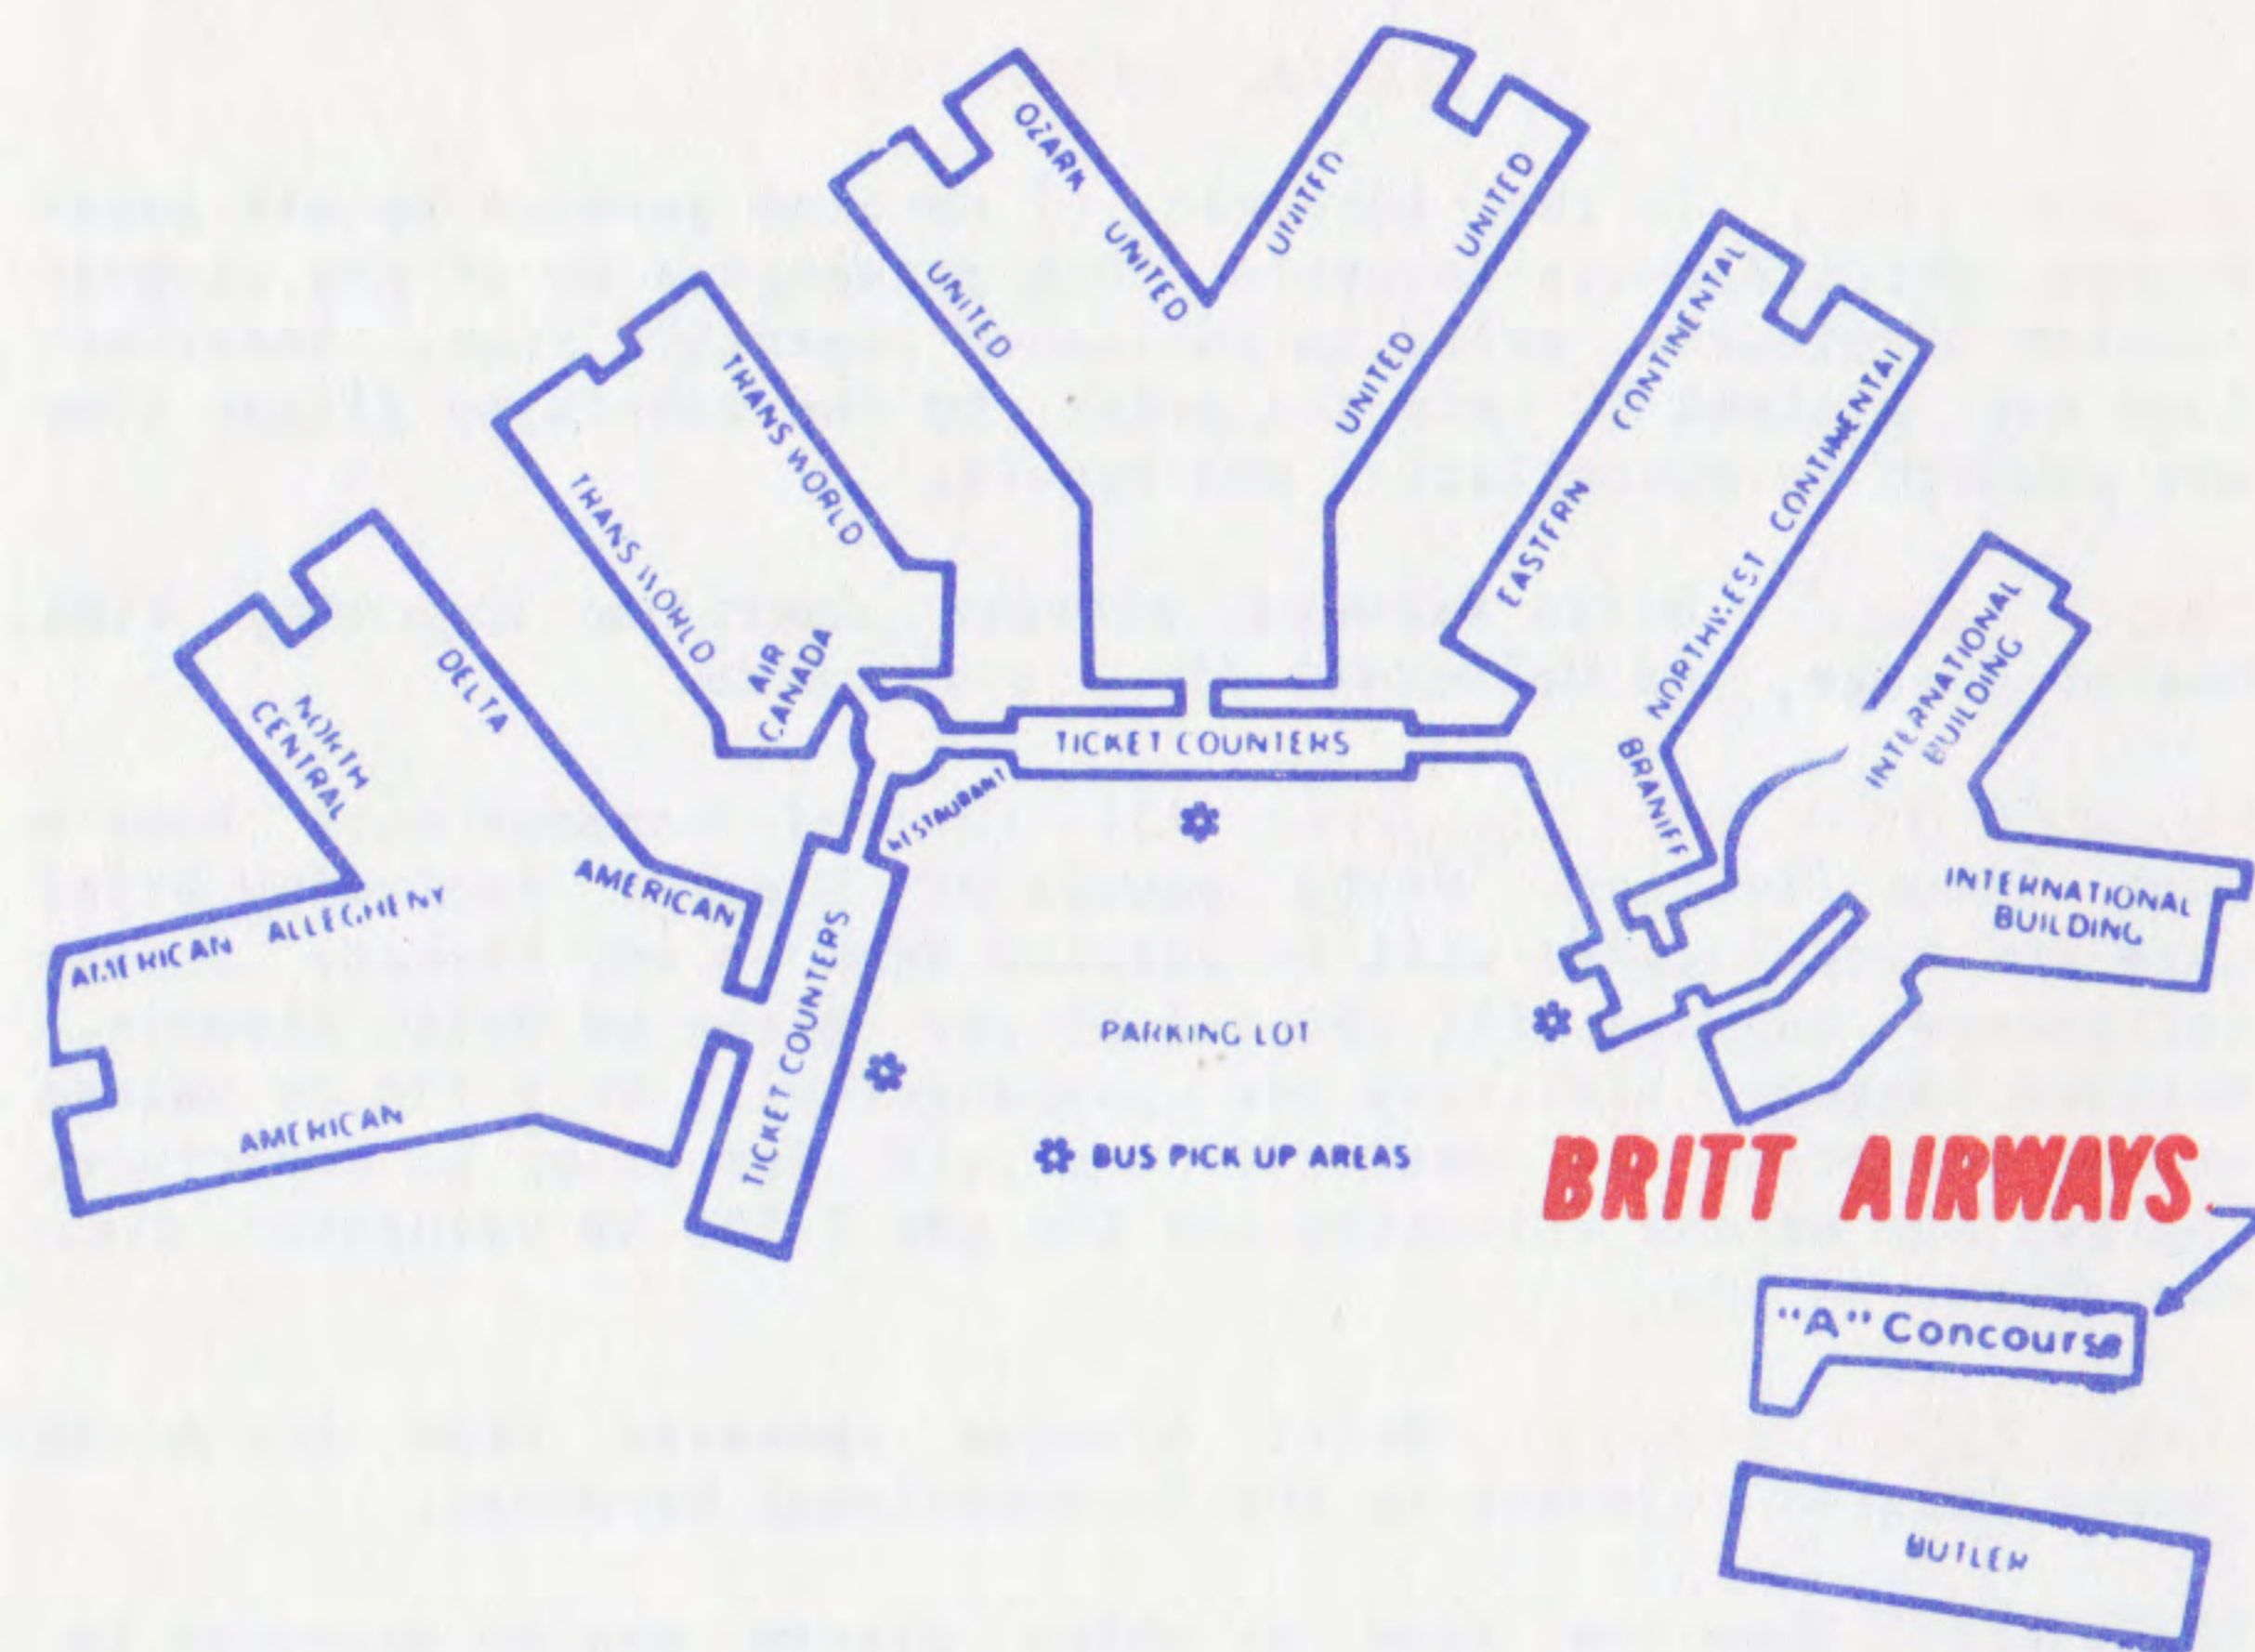 OZARK
UNITED
UNITED
UNITED
UNITED
UNITED
TRANS WORLD
TRANS WORLD
AIR
CANADA
EASTERN
CONTINENTAL
NORTHWEST
CONTINENTAL
BRANIFF
INTERNATIONAL
BUILDING
INTERNATIONAL
BUILDING
NORTH
CENTRAL
DELTA
AMERICAN
ALLEGHENY
AMERICAN
AMERICAN
TICKET COUNTERS
RESTAURANT
TICKET COUNTERS
PARKING LOT
BUS PICK UP AREAS
BRITT AIRWAYS
"A" Concourse
BUTLER